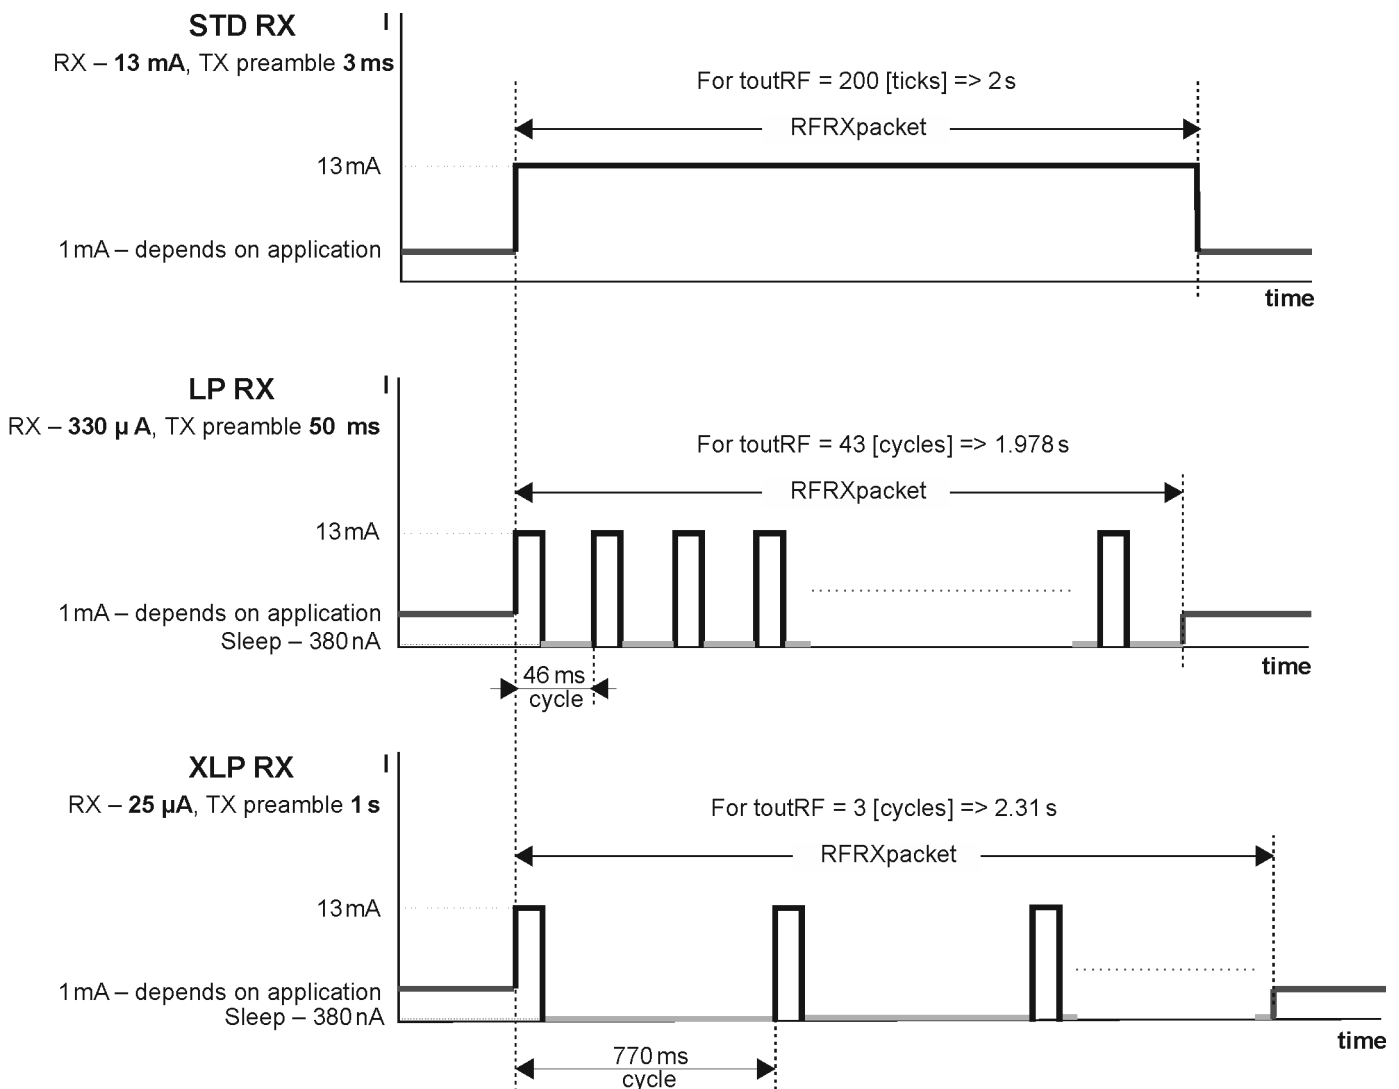 STD RX
I
RX – 13 mA, TX preamble 3 ms
For toutRF = 200 [ticks] => 2 s
RFRXpacket
13 mA
1 mA – depends on application
time
LP RX
I
RX – 330 µ A, TX preamble 50 ms
For toutRF = 43 [cycles] => 1.978 s
RFRXpacket
13 mA
1 mA – depends on application
Sleep – 380 nA
time
46 ms
cycle
XLP RX
I
RX – 25 µA, TX preamble 1 s
For toutRF = 3 [cycles] => 2.31 s
RFRXpacket
13 mA
1 mA – depends on application
Sleep – 380 nA
time
770 ms
cycle